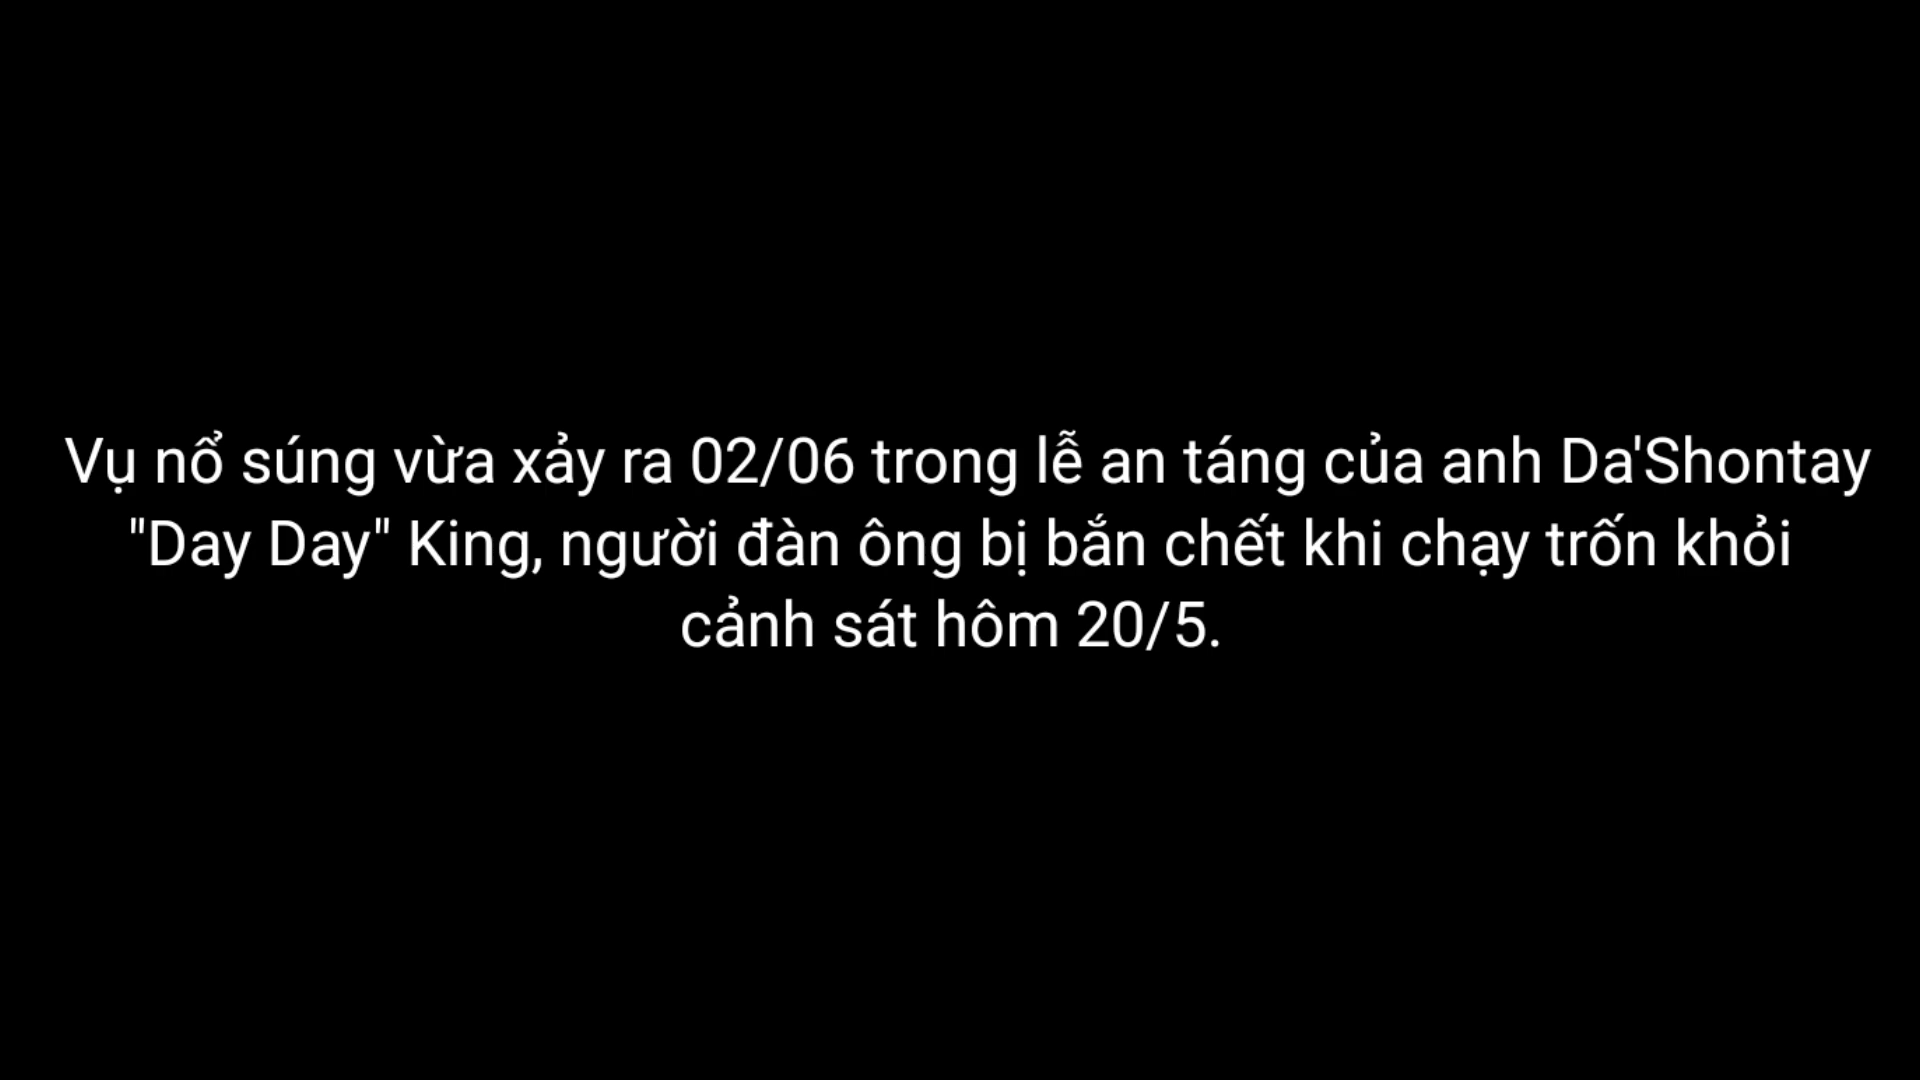 Vụ nổ súng vừa xảy ra 02/06 trong lễ an táng của anh Da'Shontay
"Day Day" King, người đàn ông bị bắn chết khi chạy trốn khỏi
cảnh sát hôm 20/5.